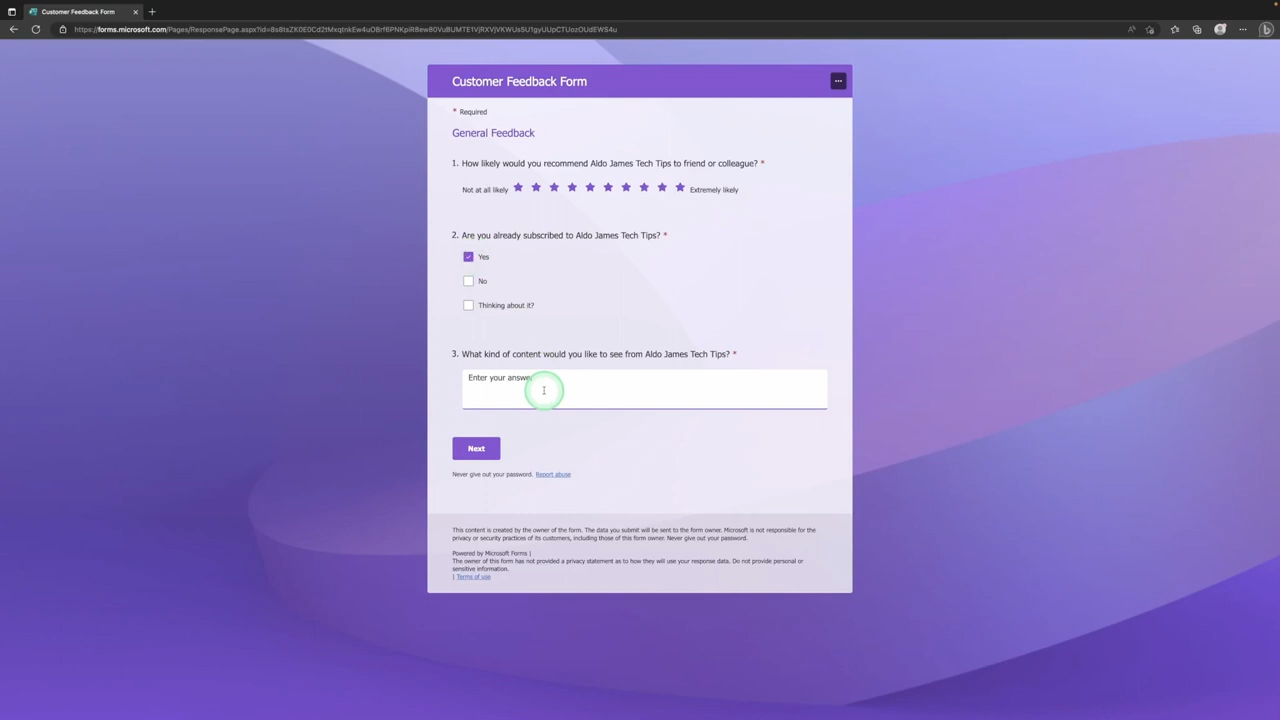 Customer Feedback Form
Customer Feedback Form
* Required
General Feedback
1. How likely would you recommend Aldo James Tech Tips to friend or colleague? *
Not at all likely
Extremely likely
2. Are you already subscribed to Aldo James Tech Tips? *
Yes
No
Thinking about it?
3. What kind of content would you like to see from Aldo James Tech Tips? *
Enter your answer
Next
Never give out your password. Report abuse
This content is created by the owner of the form. The data you submit will be sent to the form owner. Microsoft is not responsible for the
privacy or security practices of its customers, including those of this form owner. Never give out your password.
Powered by Microsoft Forms |
The owner of this form has not provided a privacy statement as to how they will use your response data. Do not provide personal or
sensitive information.
| Terms of use